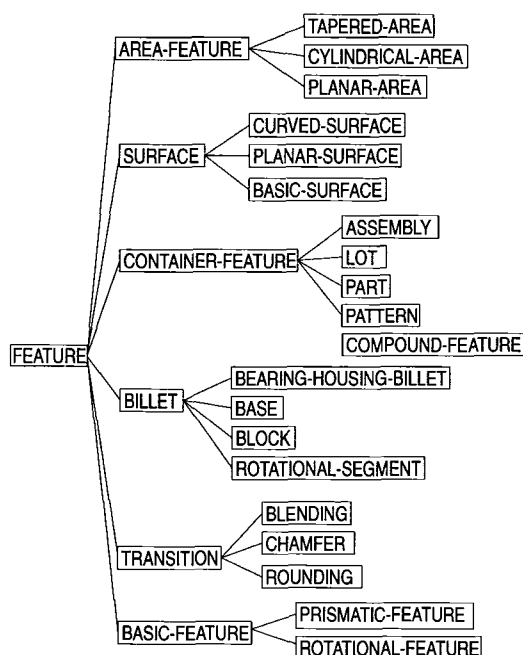 TAPERED-AREA
AREA-FEATURE
CYLINDRICAL-AREA
PLANAR-AREA
CURVED-SURFACE
SURFACE
PLANAR-SURFACE
BASIC-SURFACE
ASSEMBLY
CONTAINER-FEATURE
LOT
PART
PATTERN
COMPOUND-FEATURE
FEATURE
BEARING-HOUSING-BILLET
BILLET
BASE
BLOCK
ROTATIONAL-SEGMENT
BLENDING
TRANSITION
CHAMFER
ROUNDING
PRISMATIC-FEATURE
BASIC-FEATURE
ROTATIONAL-FEATURE